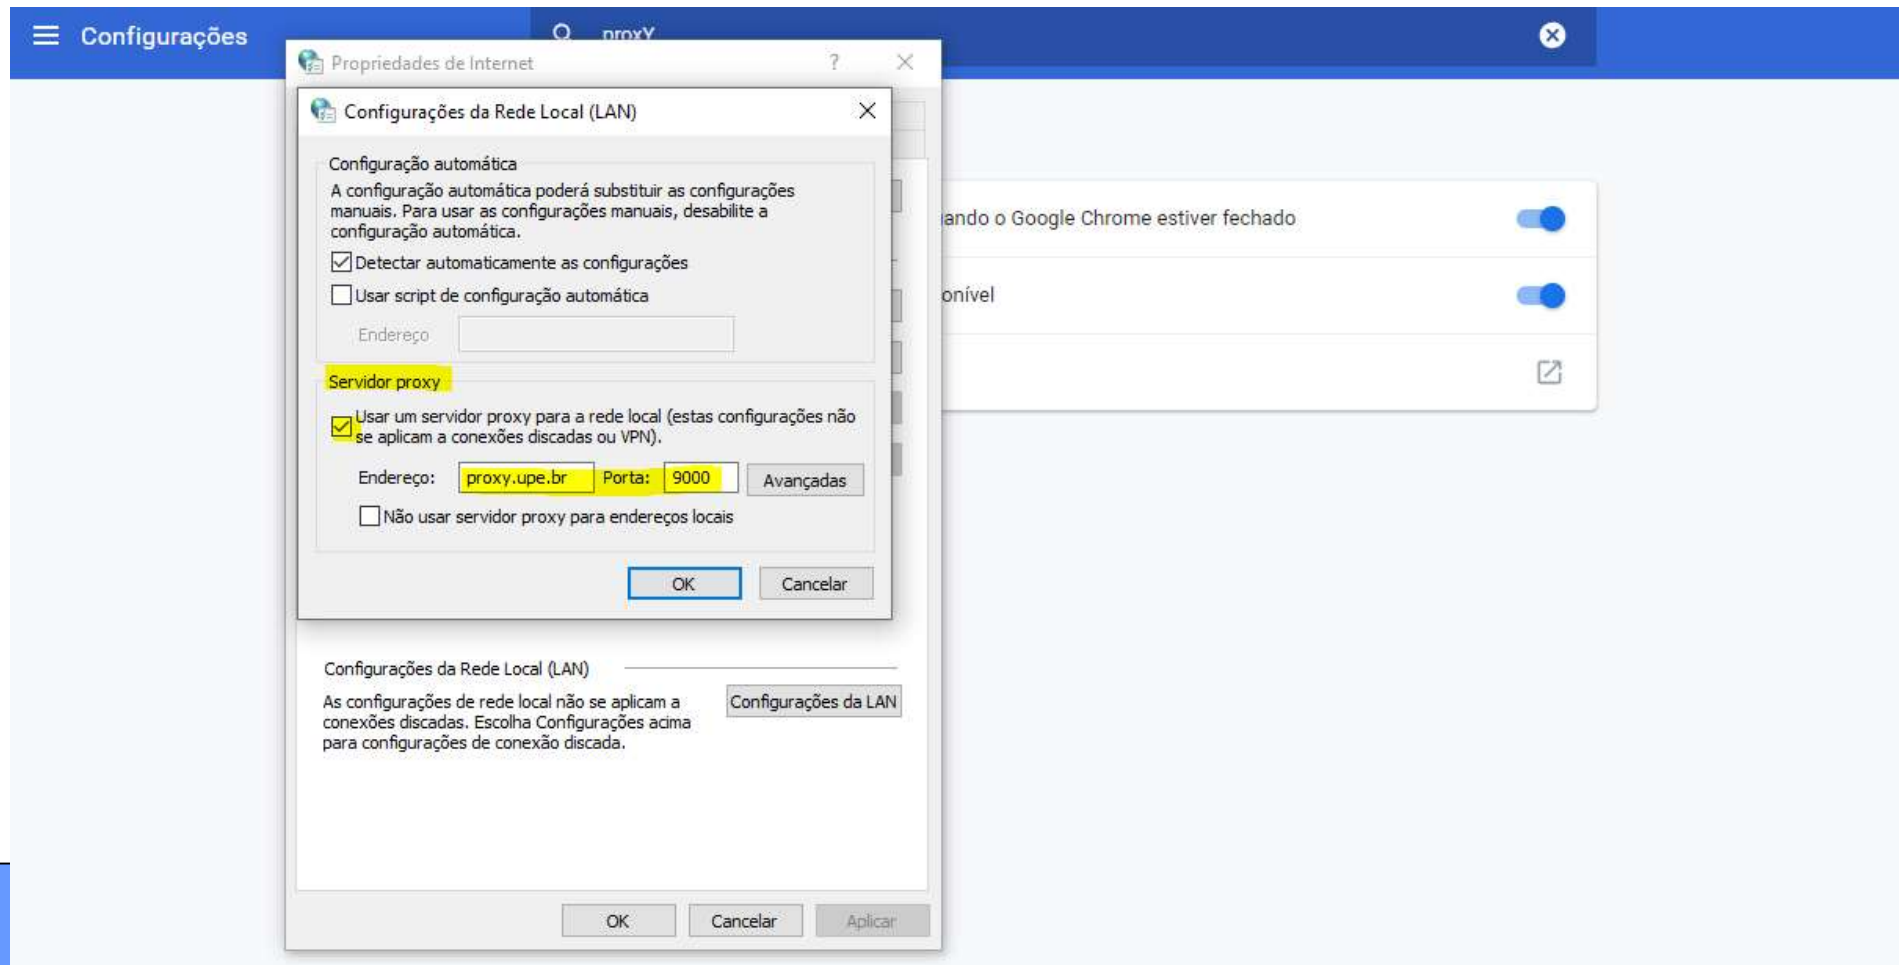 Configurações
proxY
Propriedades de Internet
Configurações da Rede Local (LAN)
Configuração automática
A configuração automática poderá substituir as configurações
manuais. Para usar as configurações manuais, desabilite a
configuração automática.
Detectar automaticamente as configurações
Usar script de configuração automática
Endereço
Servidor proxy
Usar um servidor proxy para a rede local (estas configurações não
se aplicam a conexões discadas ou VPN).
Endereço: proxy.upe.br Porta: 9000 Avançadas
Não usar servidor proxy para endereços locais
OK Cancelar
Configurações da Rede Local (LAN)
As configurações de rede local não se aplicam a
conexões discadas. Escolha Configurações acima
para configurações de conexão discada.
Configurações da LAN
OK Cancelar Aplicar
o Google Chrome estiver fechado